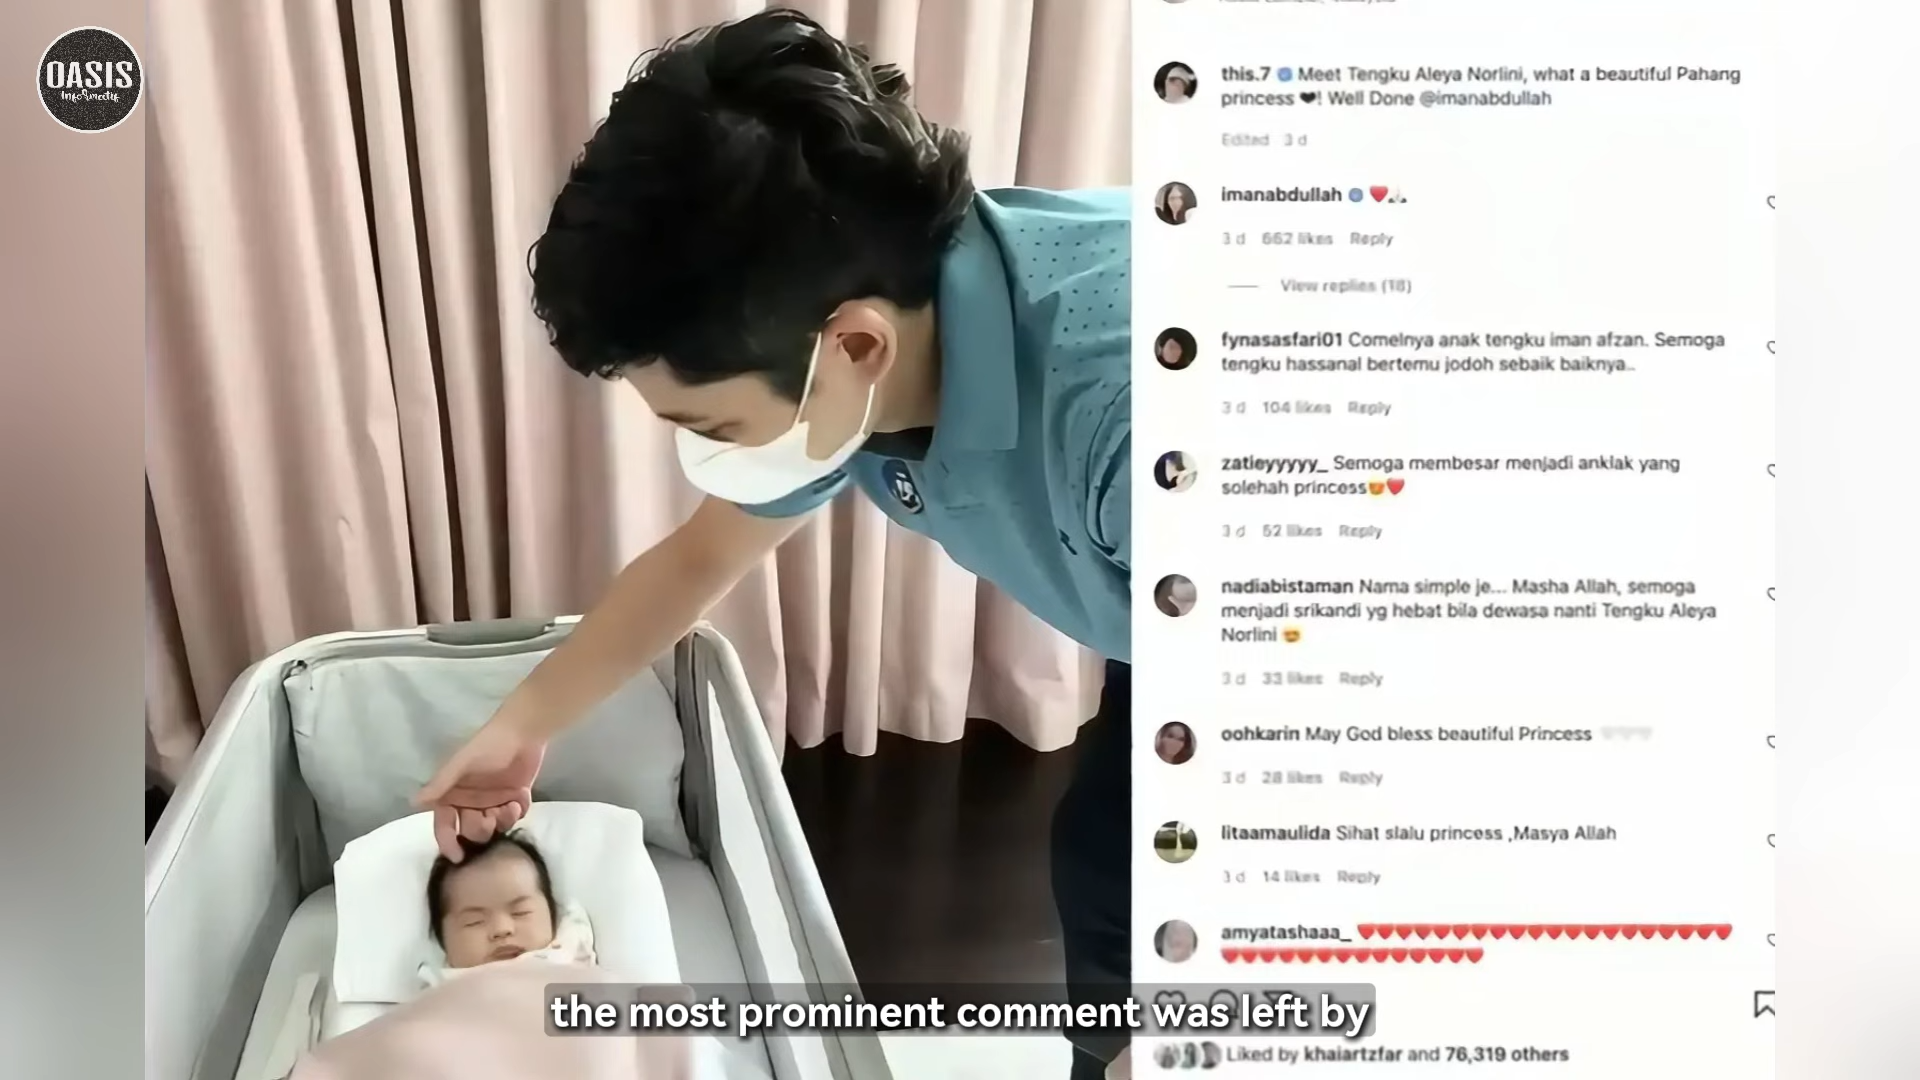 OASIS
Informatif
this.7 Meet Tengku Aleya Norlini, what a beautiful Pahang
princess ❤! Well Done @imanabdullah
Edited 3 d
imanabdullah ❤🙏🏻
3 d 662 likes Reply
View replies (18)
fynasasfari01 Comelnya anak tengku iman afzan. Semoga
tengku hassanal bertemu jodoh sebaik baiknya..
3 d 104 likes Reply
zatieyyyyy_ Semoga membesar menjadi anklak yang
solehah princess😍❤
3 d 52 likes Reply
nadiabistaman Nama simple je... Masha Allah, semoga
menjadi srikandi yg hebat bila dewasa nanti Tengku Aleya
Norlini 😍
3 d 33 likes Reply
oohkarin May God bless beautiful Princess 🤍🤍🤍
3 d 28 likes Reply
litaamaulida Sihat slalu princess ,Masya Allah
3 d 14 likes Reply
amyatashaaa_ ❤❤❤❤❤❤❤❤❤❤❤❤❤❤❤❤❤❤❤❤
❤❤❤❤❤❤❤❤❤❤❤❤❤❤
the most prominent comment was left by
Liked by khaiartzfar and 76,319 others